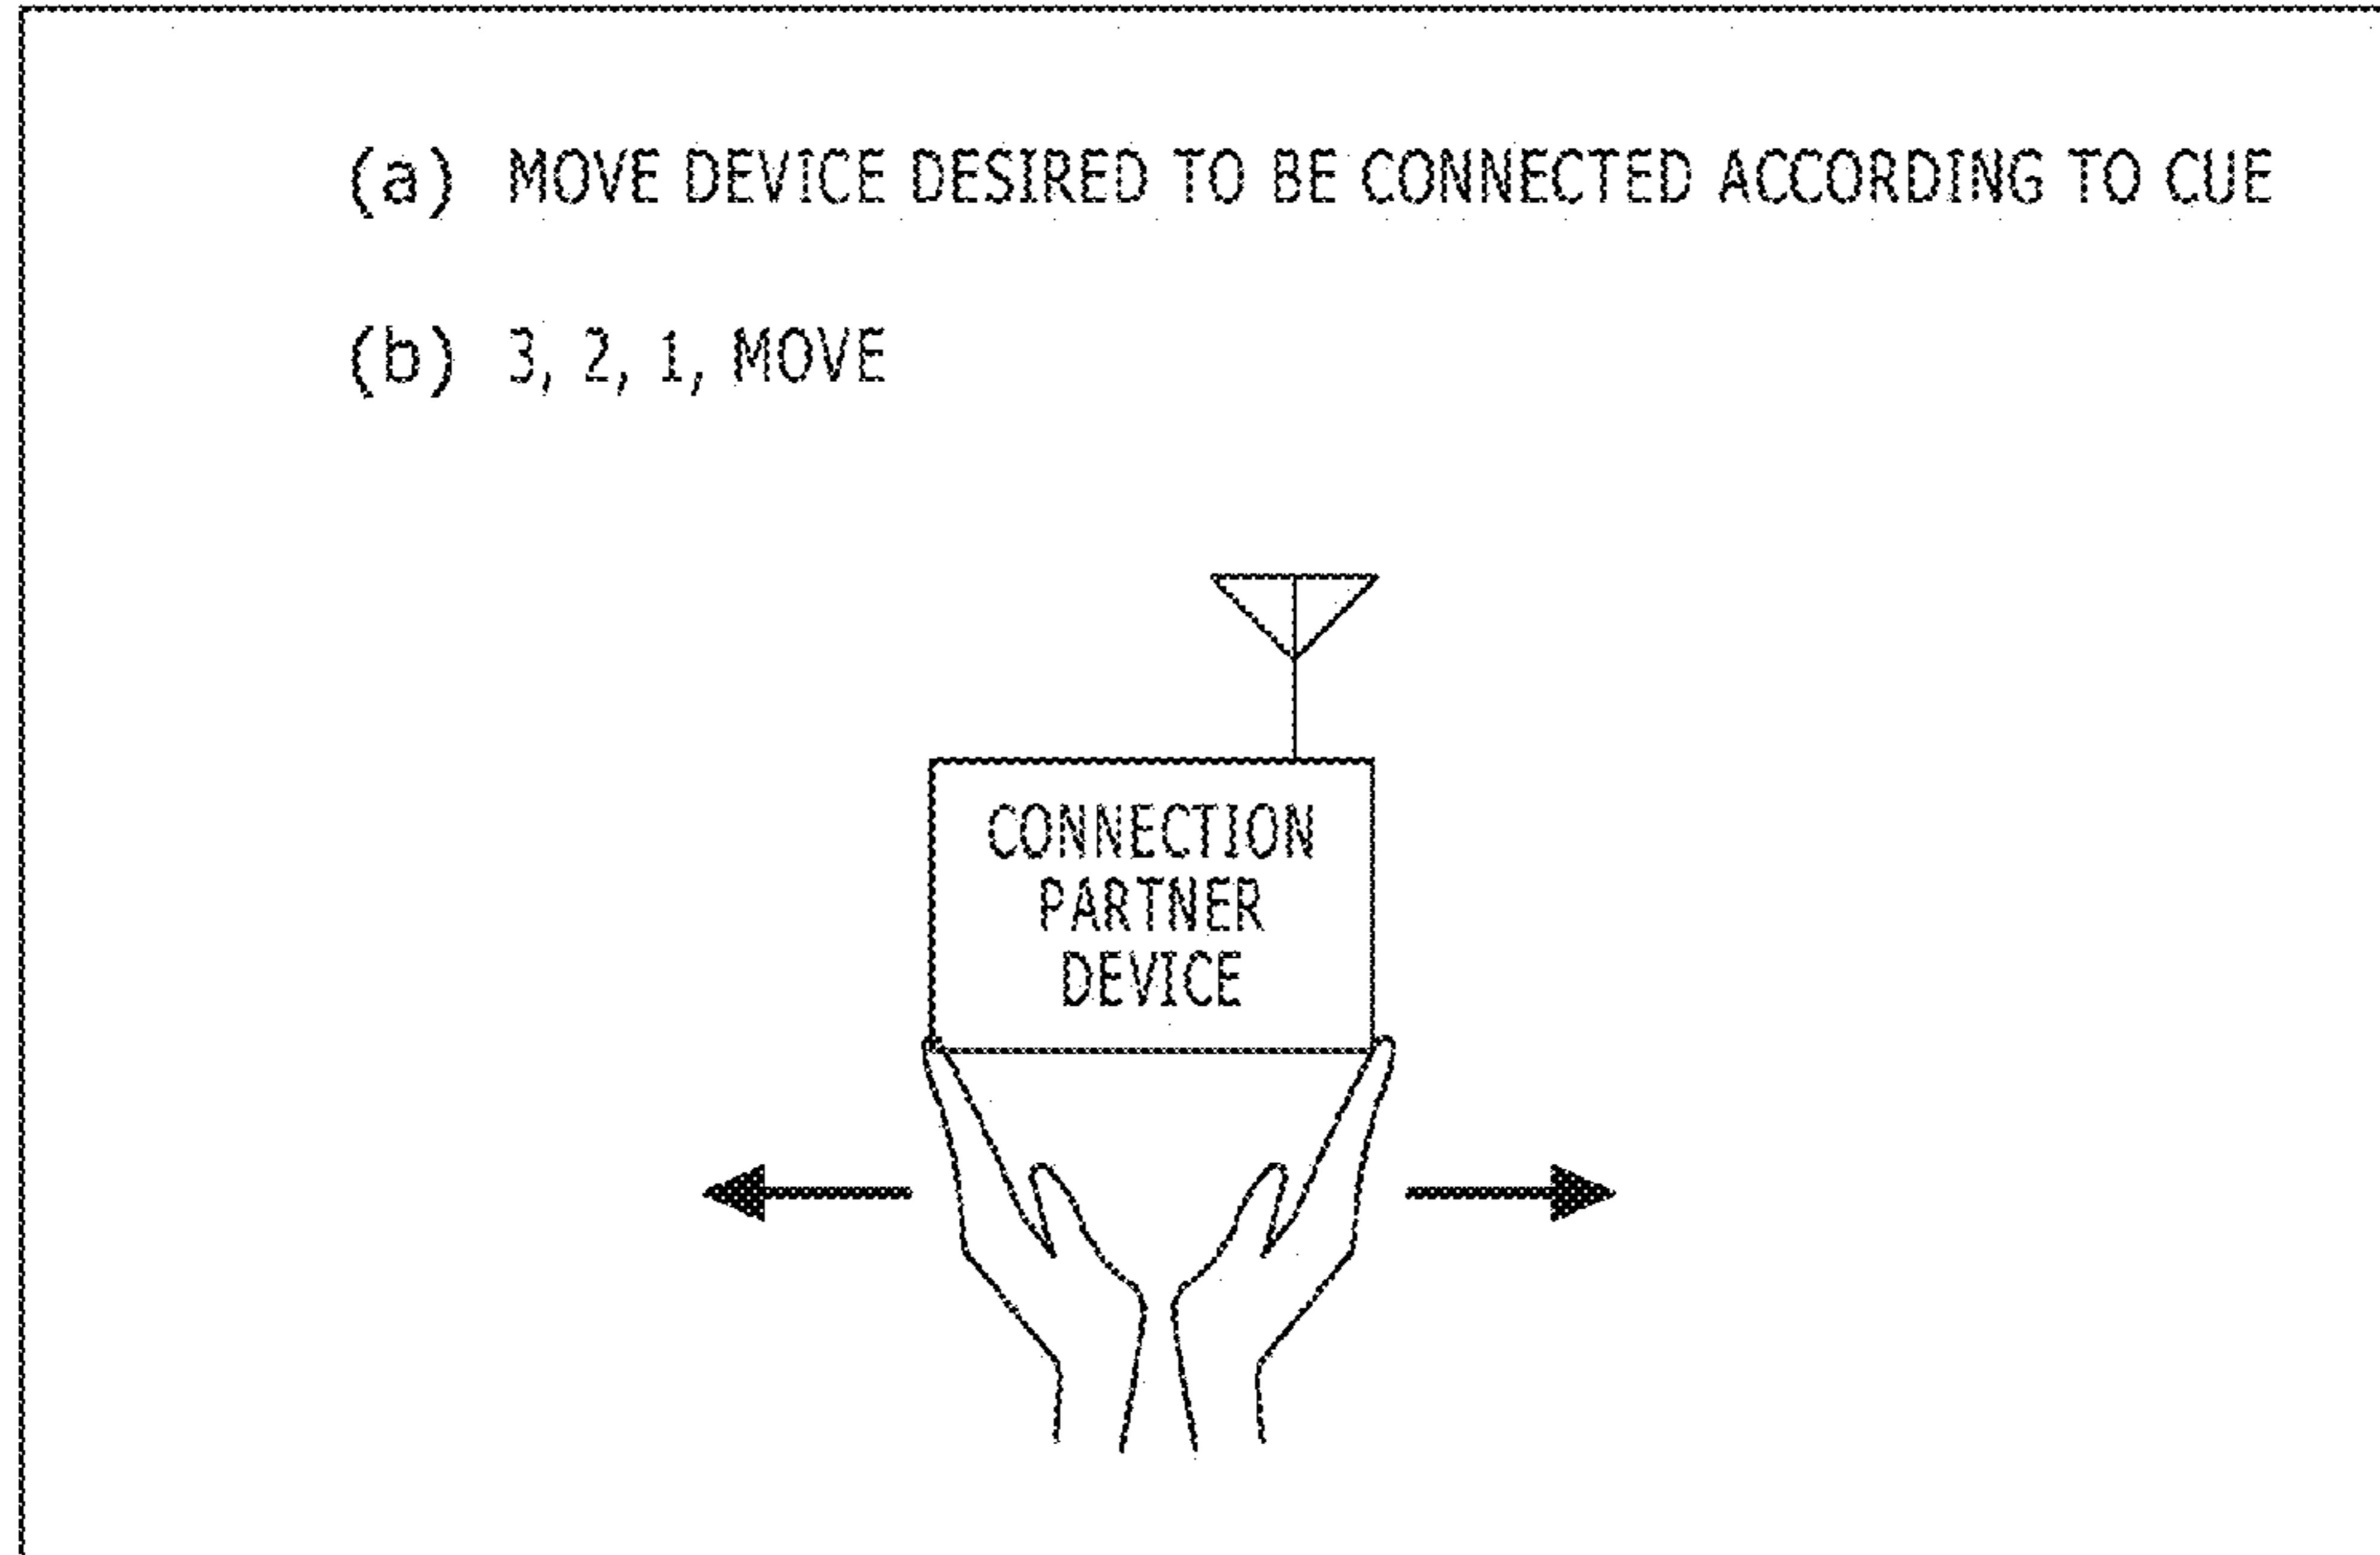 (a) MOVE DEVICE DESIRED TO BE CONNECTED ACCORDING TO CUE
(b) 3, 2, 1, MOVE
CONNECTION
PARTNER
DEVICE